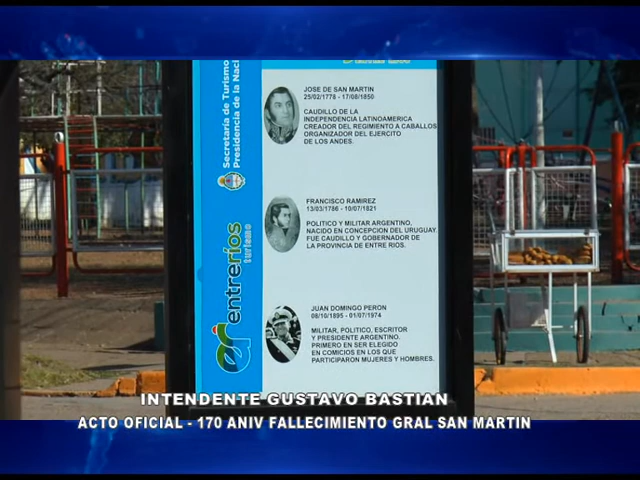 Secretaría de Turismo
Presidencia de la Nació
entreríos
turismo
JOSE DE SAN MARTIN
25/02/1778 - 17/08/1850
CAUDILLO DE LA
INDEPENDENCIA LATINOAMERICA
CREADOR DEL REGIMIENTO A CABALLOS
ORGANIZADOR DEL EJERCITO
DE LOS ANDES.
FRANCISCO RAMIREZ
13/03/1786 - 10/07/1821
POLITICO Y MILITAR ARGENTINO,
NACIDO EN CONCEPCION DEL URUGUAY.
FUE CAUDILLO Y GOBERNADOR DE
LA PROVINCIA DE ENTRE RIOS.
JUAN DOMINGO PERON
08/10/1895 - 01/07/1974
MILITAR, POLITICO, ESCRITOR
Y PRESIDENTE ARGENTINO.
PRIMERO EN SER ELEGIDO
EN COMICIOS EN LOS QUE
PARTICIPARON MUJERES Y HOMBRES.
INTENDENTE GUSTAVO BASTIAN
ACTO OFICIAL - 170 ANIV FALLECIMIENTO GRAL SAN MARTIN